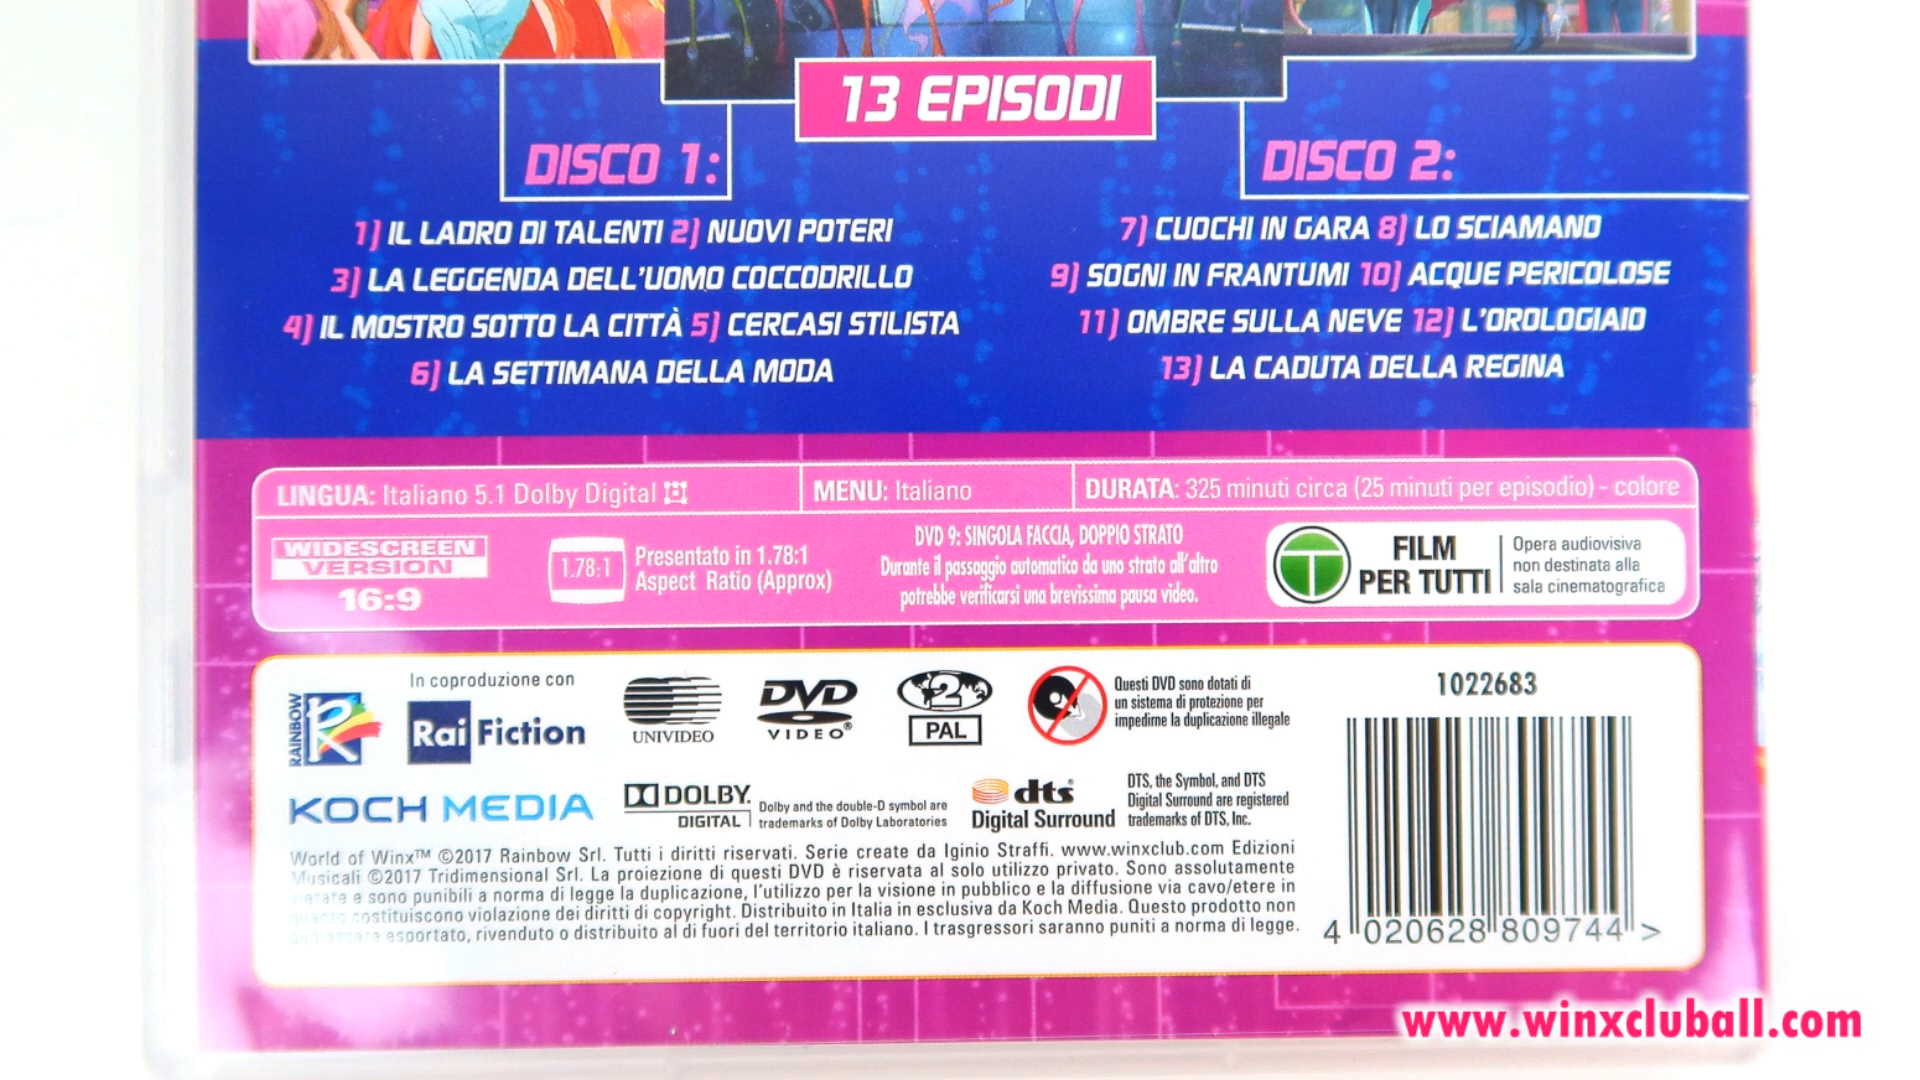 13 EPISODI
DISCO 1:
1) IL LADRO DI TALENTI 2) NUOVI POTERI
3) LA LEGGENDA DELL'UOMO COCCODRILLO
4) IL MOSTRO SOTTO LA CITTÀ 5) CERCASI STILISTA
6) LA SETTIMANA DELLA MODA
DISCO 2:
7) CUOCHI IN GARA 8) LO SCIAMANO
9) SOGNI IN FRANTUMI 10) ACQUE PERICOLOSE
11) OMBRE SULLA NEVE 12) L'OROLOGIAIO
13) LA CADUTA DELLA REGINA
LINGUA: Italiano 5.1 Dolby Digital
MENU: Italiano
DURATA: 325 minuti circa (25 minuti per episodio) - colore
WIDESCREEN
VERSION
16:9
1.78:1
Presentato in 1.78:1
Aspect Ratio (Approx)
DVD 9: SINGOLA FACCIA, DOPPIO STRATO
Durante il passaggio automatico da uno strato all'altro
potrebbe verificarsi una brevissima pausa video.
T
FILM
PER TUTTI
Opera audiovisiva
non destinata alla
sala cinematografica
RAINBOW
R
In coproduzione con
Rai Fiction
UNIVIDEO
DVD
VIDEO®
2
PAL
Questi DVD sono dotati di
un sistema di protezione per
impedirne la duplicazione illegale
1022683
KOCH MEDIA
DOLBY.
DIGITAL
Dolby and the double-D symbol are
trademarks of Dolby Laboratories
dts
Digital Surround
DTS, the Symbol, and DTS
Digital Surround are registered
trademarks of DTS, Inc.
World of Winx™ ©2017 Rainbow Srl. Tutti i diritti riservati. Serie create da Iginio Straffi. www.winxclub.com Edizioni
Musicali ©2017 Tridimensional Srl. La proiezione di questi DVD è riservata al solo utilizzo privato. Sono assolutamente
vietate e sono punibili a norma di legge la duplicazione, l'utilizzo per la visione in pubblico e la diffusione via cavo/etere in
quanto costituiscono violazione dei diritti di copyright. Distribuito in Italia in esclusiva da Koch Media. Questo prodotto non
può essere esportato, rivenduto o distribuito al di fuori del territorio italiano. I trasgressori saranno puniti a norma di legge.
4 020628 809744 >
www.winxcluball.com